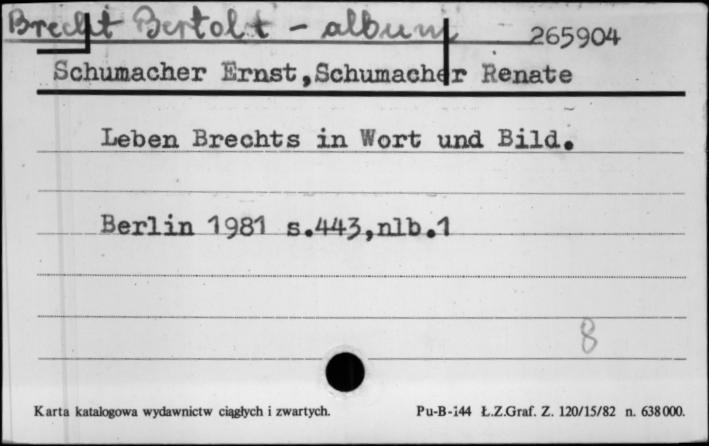 Brecht Bertolt - album
265904
Schumacher Ernst,Schumacher Renate
Leben Brechts in Wort und Bild.
Berlin 1981 s.443,nlb.1
8
Karta katalogowa wydawnictw ciągłych i zwartych.
Pu-B-144 Ł.Z.Graf. Z. 120/15/82 n. 638000.